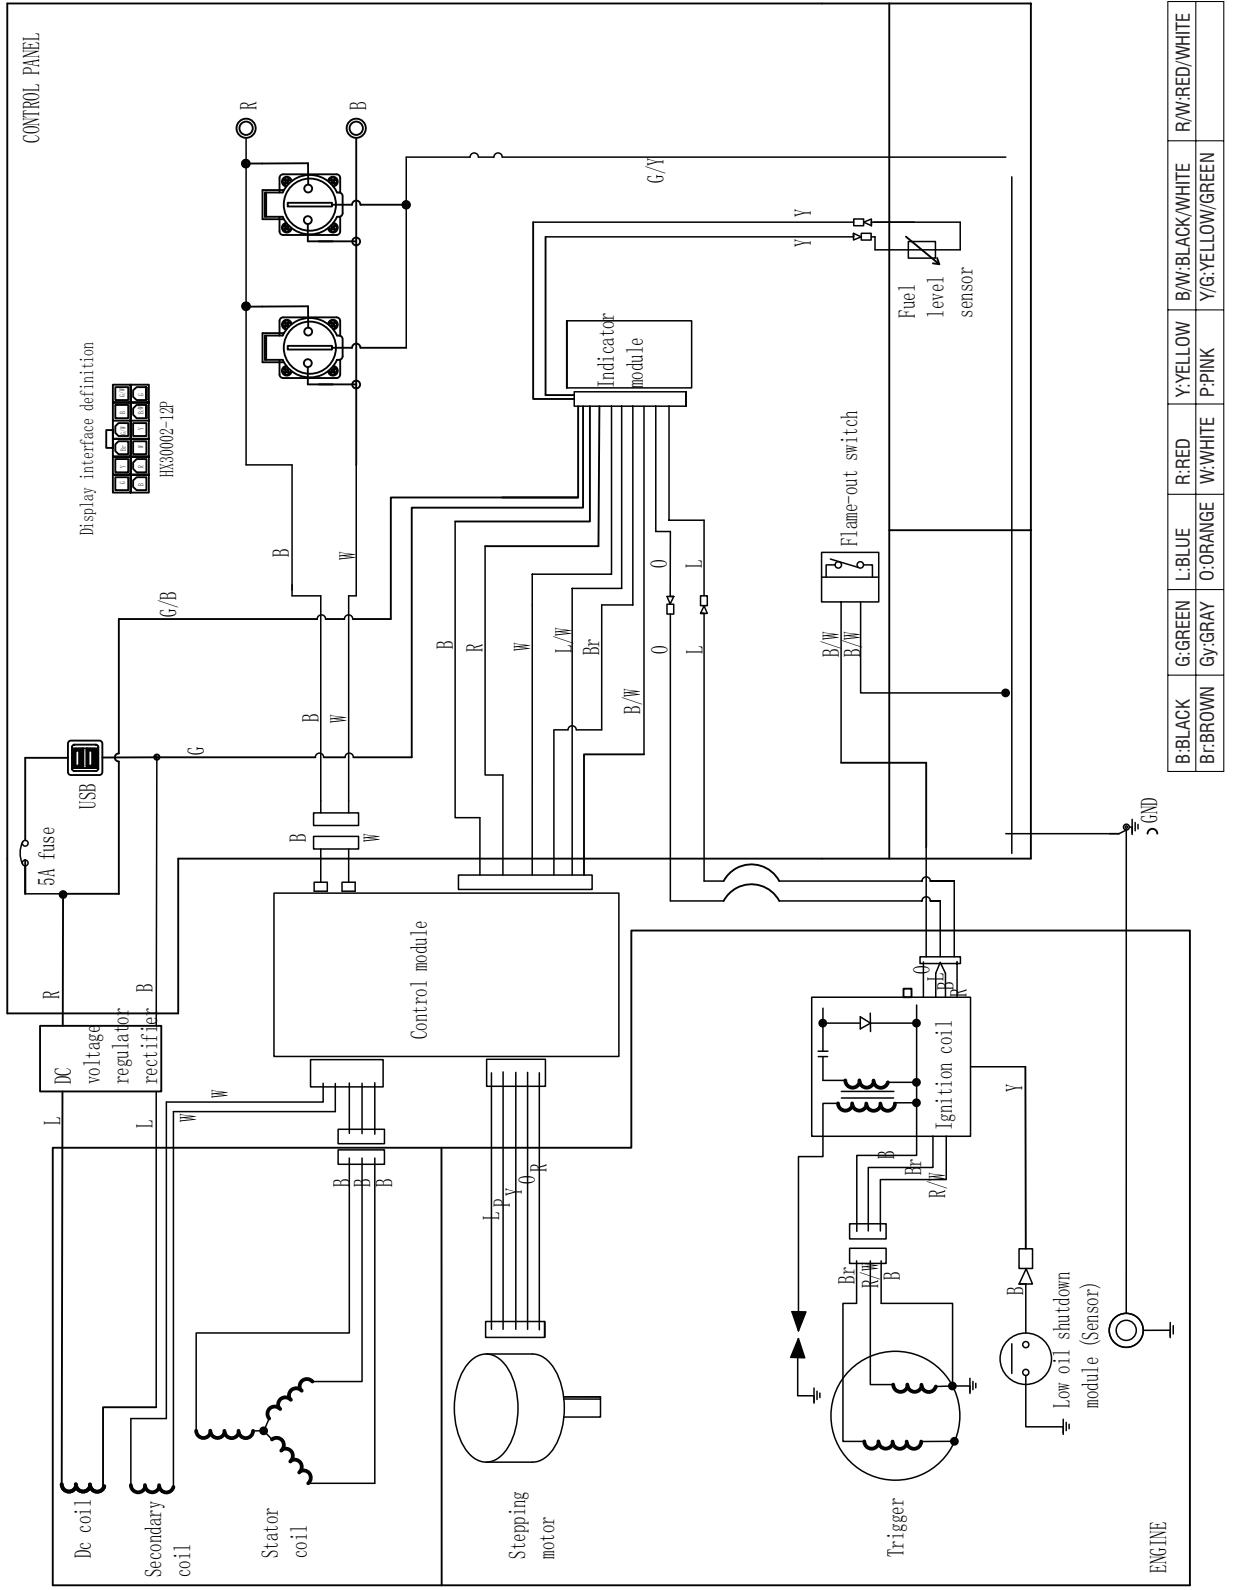 CONTROL PANEL
Display interface definition
HX30002-12P
R
B
G/Y
B
W
G/B
B
W
B
W
5A fuse
USB
G
R
B
DC
voltage
regulator
rectifier
L
L
W
W
Control module
Indicator
module
Y
Y
Fuel
level
sensor
B
R
W
L/W
Br
B/W
O
L
O
L
Flame-out switch
B/W
B/W
GND
Dc coil
Secondary
coil
Stator
coil
B
B
B
Stepping
motor
L
P
Y
O
R
Ignition coil
O
L
B
R
Y
B
Br
R/W
Br
R/W
B
Trigger
B
Low oil shutdown
module (Sensor)
ENGINE
B:BLACK G:GREEN L:BLUE R:RED Y:YELLOW B/W:BLACK/WHITE R/W:RED/WHITE
Br:BROWN Gy:GRAY O:ORANGE W:WHITE P:PINK Y/G:YELLOW/GREEN